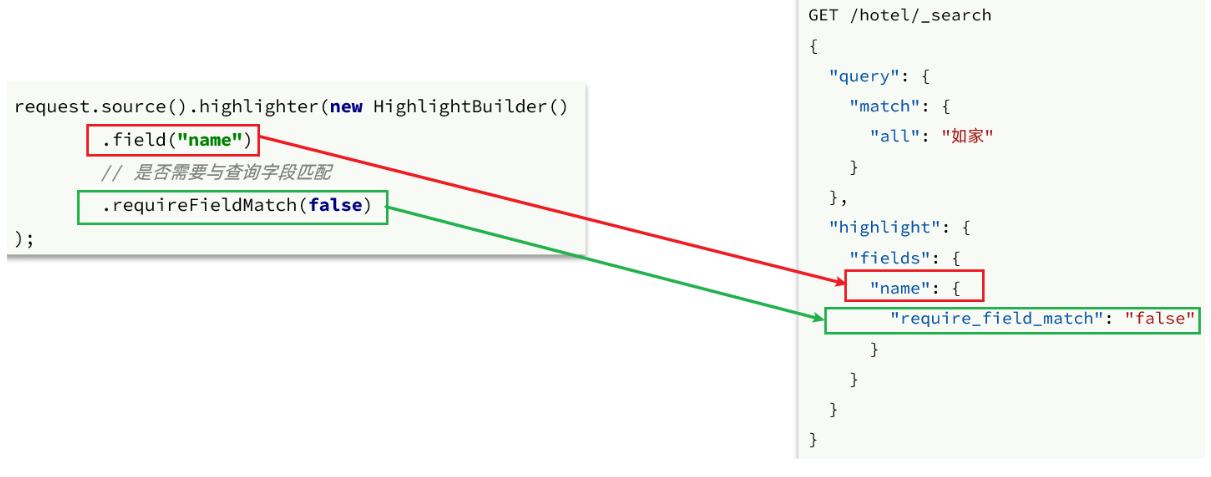 request.source().highlighter(new HighlightBuilder()
.field("name")
// 是否需要与查询字段匹配
.requireFieldMatch(false)
);
GET /hotel/_search
{
"query": {
"match": {
"all": "如家"
}
},
"highlight": {
"fields": {
"name": {
"require_field_match": "false"
}
}
}
}